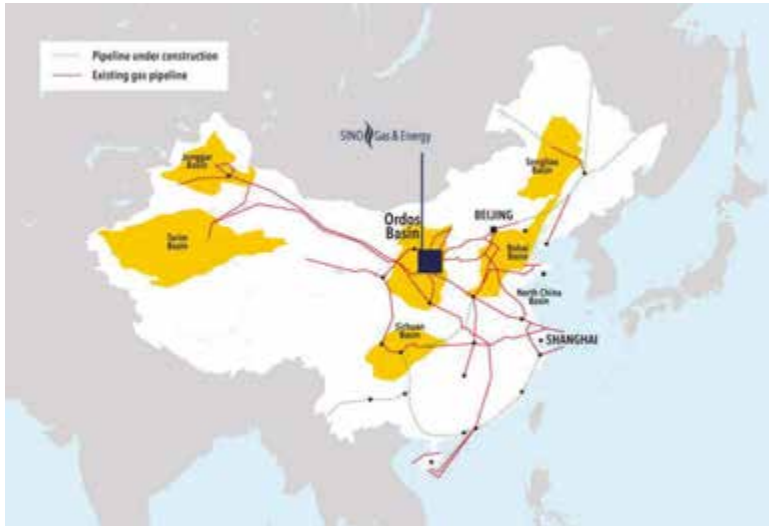 Pipeline under construction
Existing gas pipeline
SINO Gas & Energy
Junggar
Basin
Songliao
Basin
Ordos
Basin
BEIJING
Tarim
Basin
Bohai
Basin
North China
Basin
Sichuan
Basin
SHANGHAI